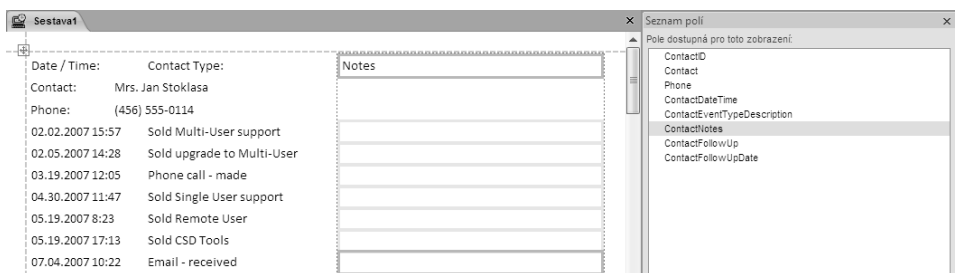 Sestava1
Date / Time: Contact Type: Notes
Contact: Mrs. Jan Stoklasa
Phone: (456) 555-0114
02.02.2007 15:57 Sold Multi-User support
02.05.2007 14:28 Sold upgrade to Multi-User
03.19.2007 12:05 Phone call - made
04.30.2007 11:47 Sold Single User support
05.19.2007 8:23 Sold Remote User
05.19.2007 17:13 Sold CSD Tools
07.04.2007 10:22 Email - received
Seznam polí
Pole dostupná pro toto zobrazení:
ContactID
Contact
Phone
ContactDateTime
ContactEventTypeDescription
ContactNotes
ContactFollowUp
ContactFollowUpDate